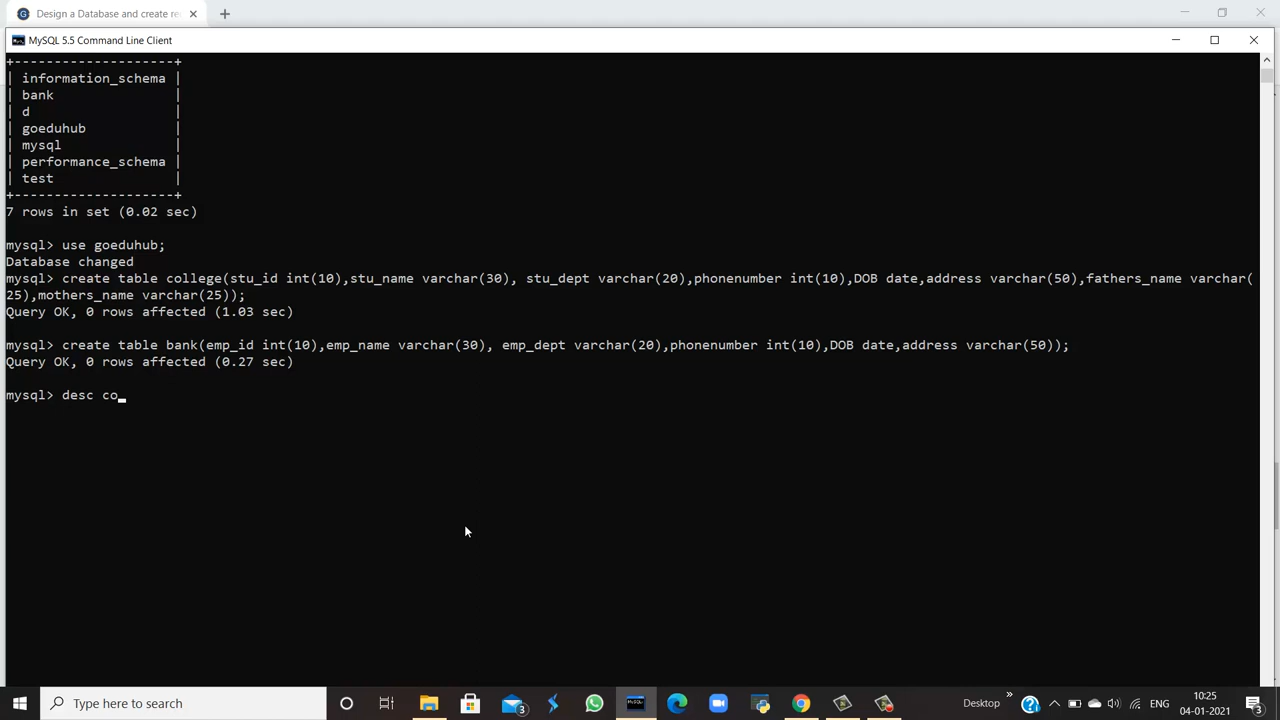 Design a Database and create re
MySQL 5.5 Command Line Client
+--------------------+
| information_schema |
| bank |
| d |
| goeduhub |
| mysql |
| performance_schema |
| test |
+--------------------+
7 rows in set (0.02 sec)
mysql> use goeduhub;
Database changed
mysql> create table college(stu_id int(10),stu_name varchar(30), stu_dept varchar(20),phonenumber int(10),DOB date,address varchar(50),fathers_name varchar(
25),mothers_name varchar(25));
Query OK, 0 rows affected (1.03 sec)
mysql> create table bank(emp_id int(10),emp_name varchar(30), emp_dept varchar(20),phonenumber int(10),DOB date,address varchar(50));
Query OK, 0 rows affected (0.27 sec)
mysql> desc co_
Type here to search
3
Desktop
»
ENG
10:25
04-01-2021
3